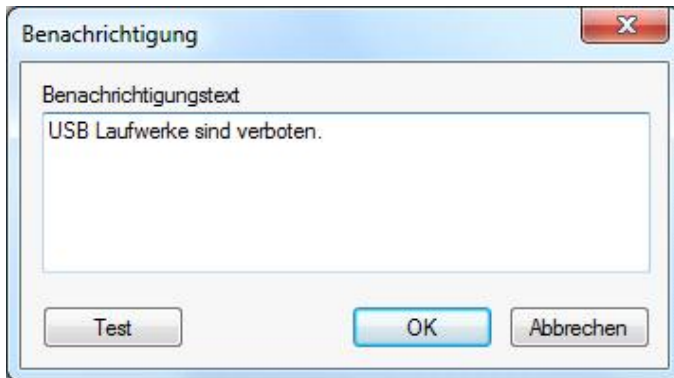 Benachrichtigung
Benachrichtigungstext
USB Laufwerke sind verboten.
Test OK Abbrechen